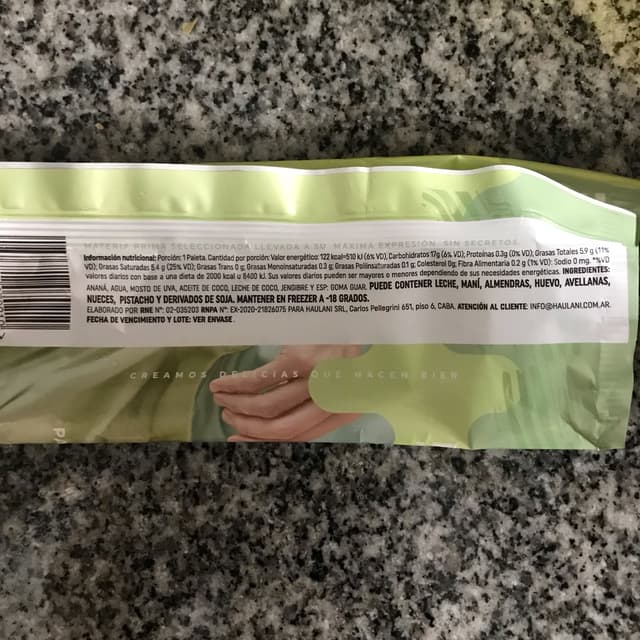 MATERIA PRIMA SELECCIONADA LLEVADA A SU MÁXIMA EXPRESIÓN. SIN SECRETOS.
Información nutricional: Porción: 1 Paleta. Cantidad por porción: Valor energético: 122 kcal=510 kJ (6% VD), Carbohidratos 17g (6% VD), Proteínas 0.3g (0% VD), Grasas Totales 5.9 g (11%
VD), Grasas Saturadas 5.4 g (25% VD), Grasas Trans 0 g; Grasas Monoinsaturadas 0.3 g; Grasas Poliinsaturadas 0.1 g; Colesterol 0g; Fibra Alimentaria 0.2 g (1% VD), Sodio 0 mg. *%VD
valores diarios con base a una dieta de 2000 kcal u 8400 kJ. Sus valores diarios pueden ser mayores o menores dependiendo de sus necesidades energéticas. INGREDIENTES:
ANANÁ, AGUA, MOSTO DE UVA, ACEITE DE COCO, LECHE DE COCO, JENGIBRE Y ESP: GOMA GUAR. PUEDE CONTENER LECHE, MANÍ, ALMENDRAS, HUEVO, AVELLANAS,
NUECES, PISTACHO Y DERIVADOS DE SOJA. MANTENER EN FREEZER A -18 GRADOS.
ELABORADO POR RNE N°: 02-035203 RNPA N°: EX-2020-21826075 PARA HAULANI SRL, Carlos Pellegrini 651, piso 6, CABA. ATENCIÓN AL CLIENTE: INFO@HAULANI.COM.AR.
FECHA DE VENCIMIENTO Y LOTE: VER ENVASE.
CREAMOS DELICIAS QUE HACEN BIEN